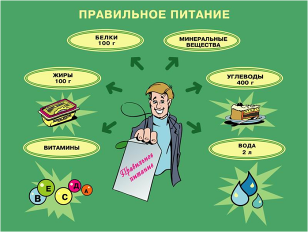 ПРАВИЛЬНОЕ ПИТАНИЕ
БЕЛКИ
100 г
МИНЕРАЛЬНЫЕ
ВЕЩЕСТВА
ЖИРЫ
100 г
УГЛЕВОДЫ
400 г
ВИТАМИНЫ
ВОДА
2 л
Правильное
питание
В Е С Д А